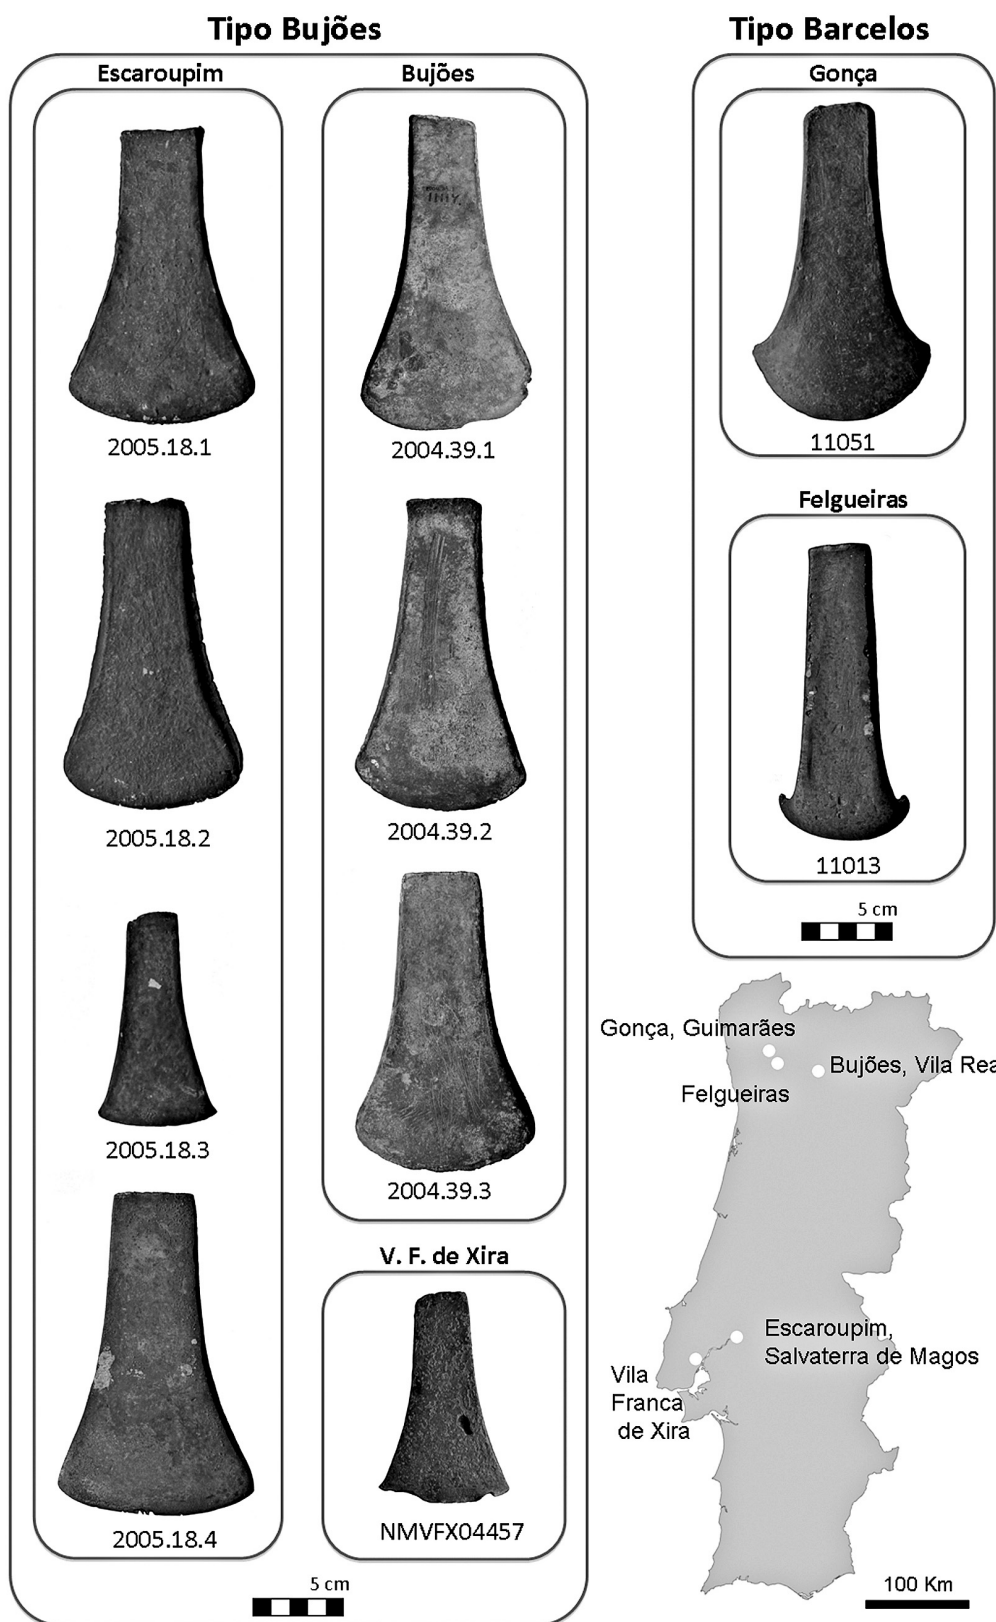 Tipo Bujões
Escaroupim
Bujões
2005.18.1
2004.39.1
2005.18.2
2004.39.2
2005.18.3
2004.39.3
2005.18.4
V. F. de Xira
NMVFX04457
5 cm
Tipo Barcelos
Gonça
11051
Felgueiras
11013
5 cm
Gonça, Guimarães
Bujões, Vila Rea
Felgueiras
Escaroupim,
Salvaterra de Magos
Vila
Franca
de Xira
100 Km